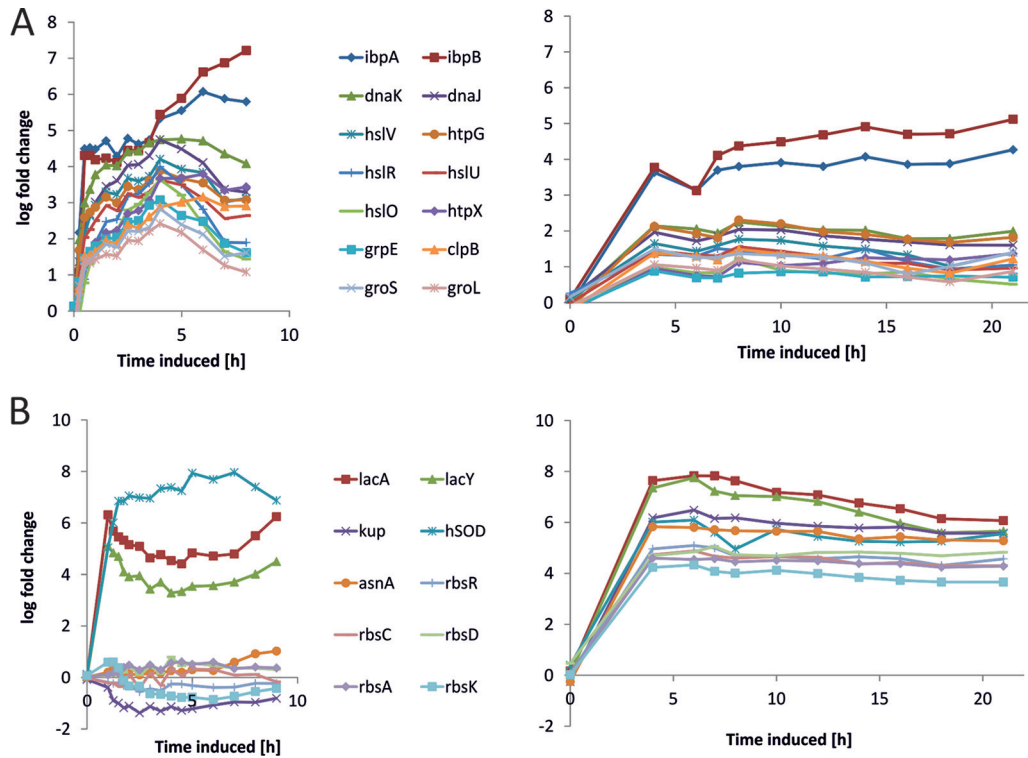 A
8
7
6
5
4
3
2
1
0
log fold change
0 5 10
Time induced [h]
ibpA ibpB
dnaK dnaJ
hslV htpG
hslR hslU
hslO htpX
grpE clpB
groS groL
8
7
6
5
4
3
2
1
0
0 5 10 15 20
Time induced [h]
B
10
8
6
4
2
0
-2
log fold change
0 5 10
Time induced [h]
lacA lacY
kup hSOD
asnA rbsR
rbsC rbsD
rbsA rbsK
10
8
6
4
2
0
-2
0 5 10 15 20
Time induced [h]